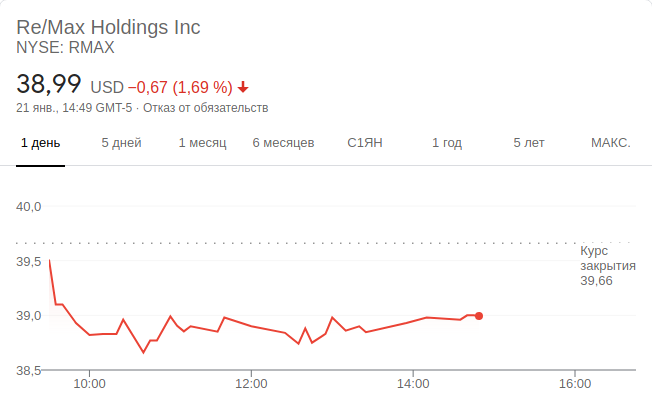 Re/Max Holdings Inc
NYSE: RMAX
38,99 USD −0,67 (1,69 %)
21 янв., 14:49 GMT-5 · Отказ от обязательств
1 день 5 дней 1 месяц 6 месяцев С1ЯН 1 год 5 лет МАКС.
40,0
39,5
39,0
38,5
Курс
закрытия
39,66
10:00 12:00 14:00 16:00